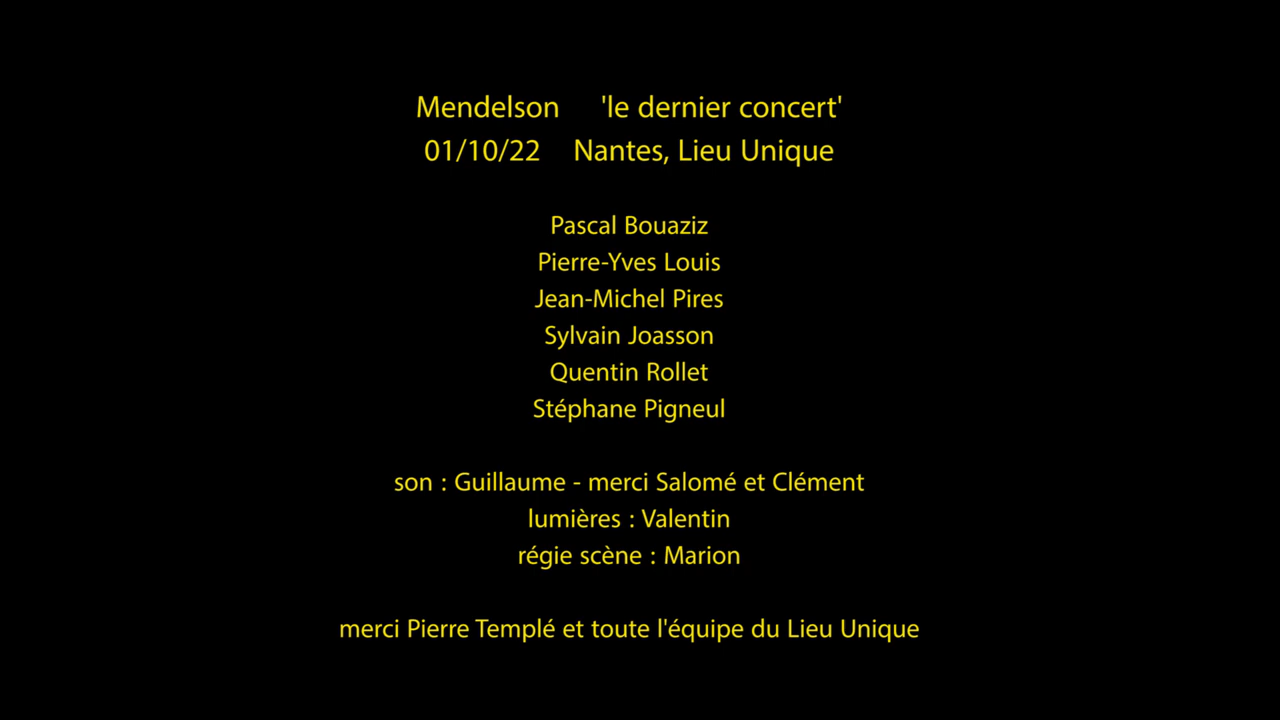 Mendelson 'le dernier concert'
01/10/22 Nantes, Lieu Unique
Pascal Bouaziz
Pierre-Yves Louis
Jean-Michel Pires
Sylvain Joasson
Quentin Rollet
Stéphane Pigneul
son : Guillaume - merci Salomé et Clément
lumières : Valentin
régie scène : Marion
merci Pierre Templé et toute l'équipe du Lieu Unique